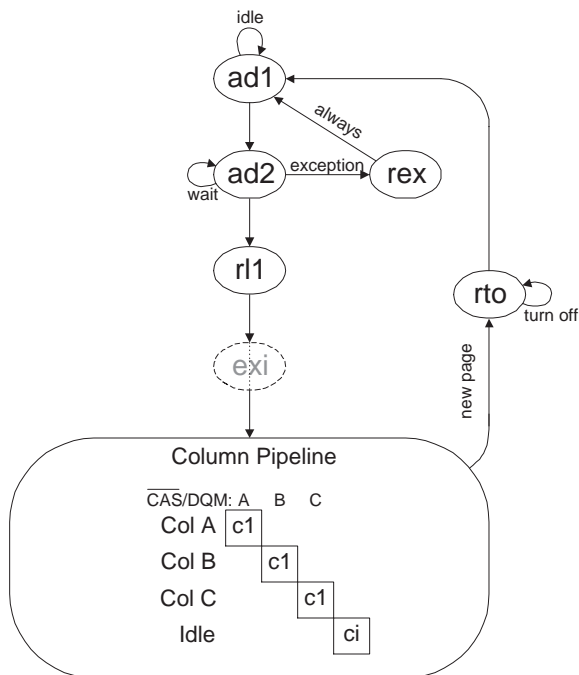 idle
ad1
always
ad2
exception
rex
wait
rl1
rto
turn off
exi
new page
Column Pipeline
CAS/DQM: A B C
Col A c1
Col B c1
Col C c1
Idle ci